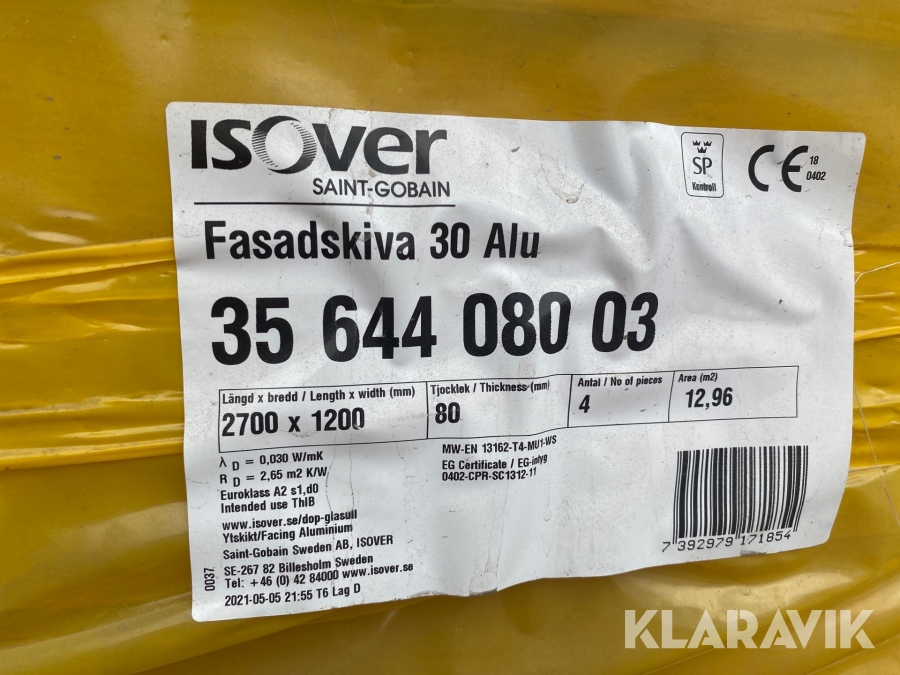 ISOVER
SAINT-GOBAIN
SP
Kontroll
CE 18
0402
Fasadskiva 30 Alu
35 644 080 03
Längd x bredd / Length x width (mm)
2700 x 1200
Tjocklek / Thickness (mm)
80
Antal / No of pieces
4
Area (m2)
12,96
λ D = 0,030 W/mK
R D = 2,65 m2 K/W
Euroklass A2 s1,d0
Intended use ThIB
www.isover.se/dop-glasull
Ytskikt/Facing Aluminium
Saint-Gobain Sweden AB, ISOVER
SE-267 82 Billesholm Sweden
Tel: +46 (0) 42 84000 www.isover.se
2021-05-05 21:55 T6 Lag D
0037
MW-EN 13162-T4-MU1-WS
EG Certificate / EG-intyg
0402-CPR-SC1312-11
7 392979 171854
KLARAVIK